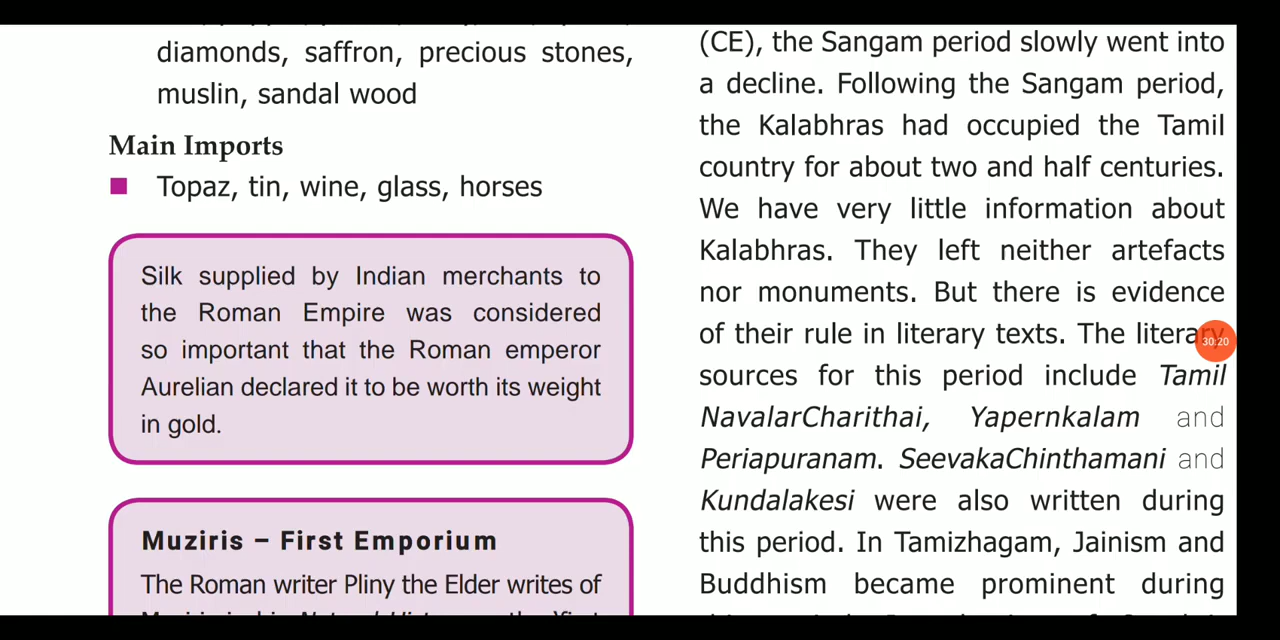 diamonds, saffron, precious stones,
muslin, sandal wood
Main Imports
Topaz, tin, wine, glass, horses
Silk supplied by Indian merchants to
the Roman Empire was considered
so important that the Roman emperor
Aurelian declared it to be worth its weight
in gold.
Muziris – First Emporium
The Roman writer Pliny the Elder writes of
(CE), the Sangam period slowly went into
a decline. Following the Sangam period,
the Kalabhras had occupied the Tamil
country for about two and half centuries.
We have very little information about
Kalabhras. They left neither artefacts
nor monuments. But there is evidence
of their rule in literary texts. The literary
sources for this period include Tamil
NavalarCharithai, Yapernkalam and
Periapuranam. SeevakaChinthamani and
Kundalakesi were also written during
this period. In Tamizhagam, Jainism and
Buddhism became prominent during
30:20